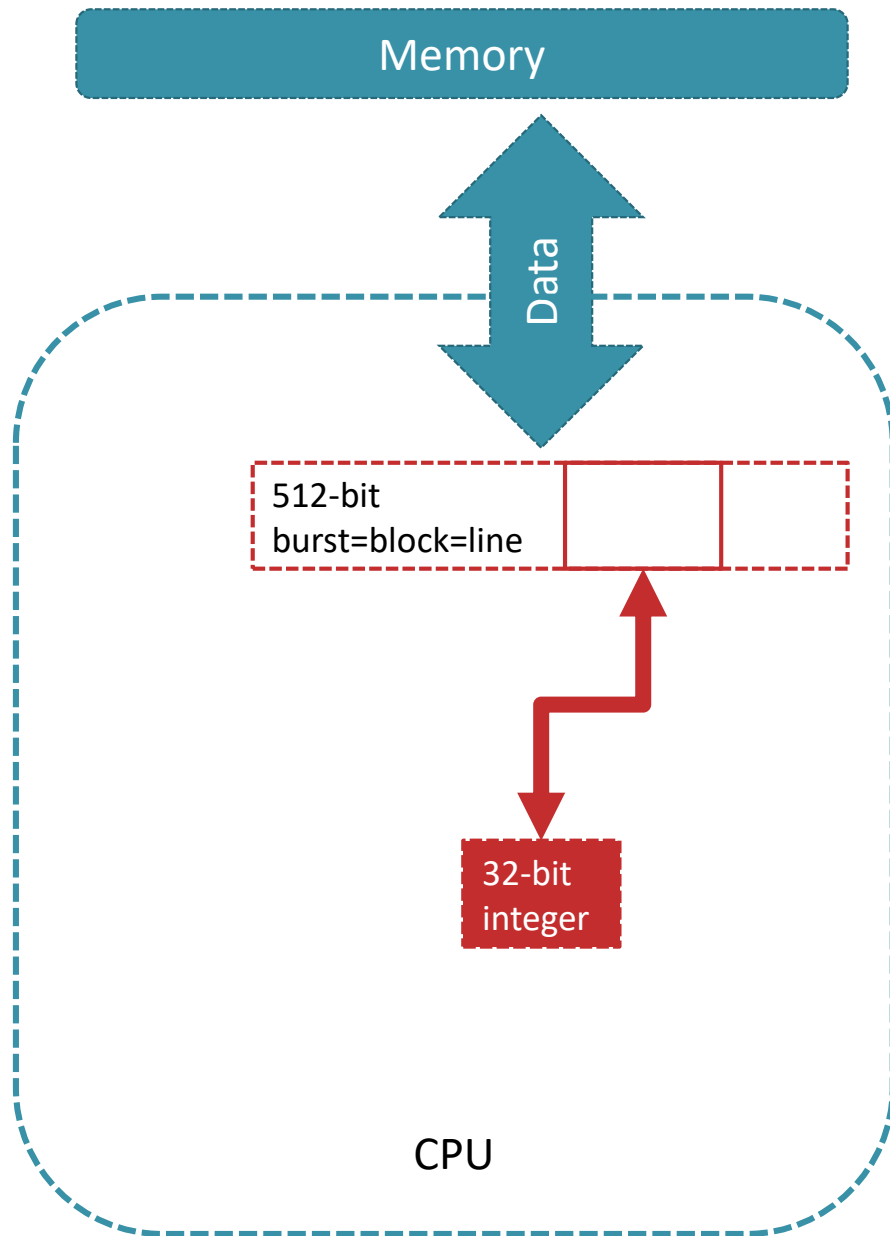 Memory
Data
512-bit
burst=block=line
32-bit
integer
CPU